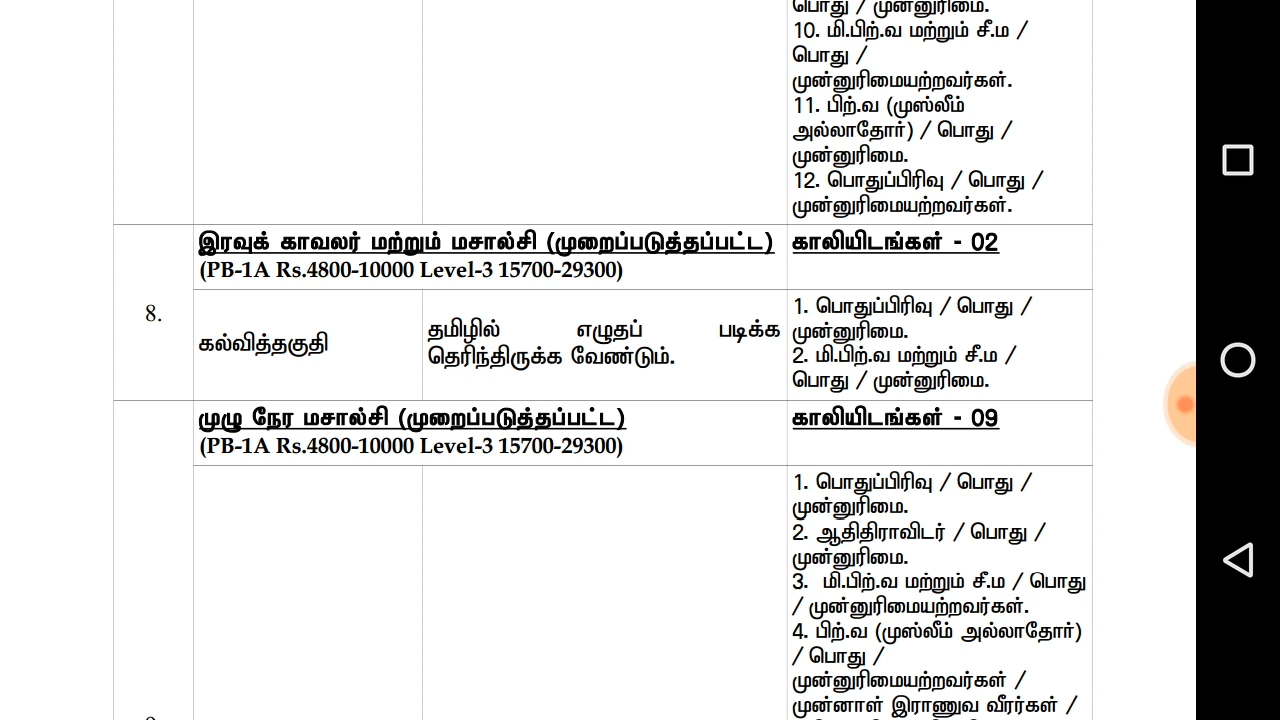 பொது / முன்னுரிமை.
10. மி.பிற்.வ மற்றும் சீ.ம /
பொது /
முன்னுரிமையற்றவர்கள்.
11. பிற்.வ (முஸ்லீம்
அல்லாதோர்) / பொது /
முன்னுரிமை.
12. பொதுப்பிரிவு / பொது /
முன்னுரிமையற்றவர்கள்.
8.
இரவுக் காவலர் மற்றும் மசால்சி (முறைப்படுத்தப்பட்ட)
(PB-1A Rs.4800-10000 Level-3 15700-29300)
காலியிடங்கள் - 02
கல்வித்தகுதி
தமிழில் எழுதப் படிக்க
தெரிந்திருக்க வேண்டும்.
1. பொதுப்பிரிவு / பொது /
முன்னுரிமை.
2. மி.பிற்.வ மற்றும் சீ.ம /
பொது / முன்னுரிமை.
முழு நேர மசால்சி (முறைப்படுத்தப்பட்ட)
(PB-1A Rs.4800-10000 Level-3 15700-29300)
காலியிடங்கள் - 09
1. பொதுப்பிரிவு / பொது /
முன்னுரிமை.
2. ஆதிதிராவிடர் / பொது /
முன்னுரிமை.
3. மி.பிற்.வ மற்றும் சீ.ம / பொது
/ முன்னுரிமையற்றவர்கள்.
4. பிற்.வ (முஸ்லீம் அல்லாதோர்)
/ பொது /
முன்னுரிமையற்றவர்கள் /
முன்னாள் இராணுவ வீரர்கள் /